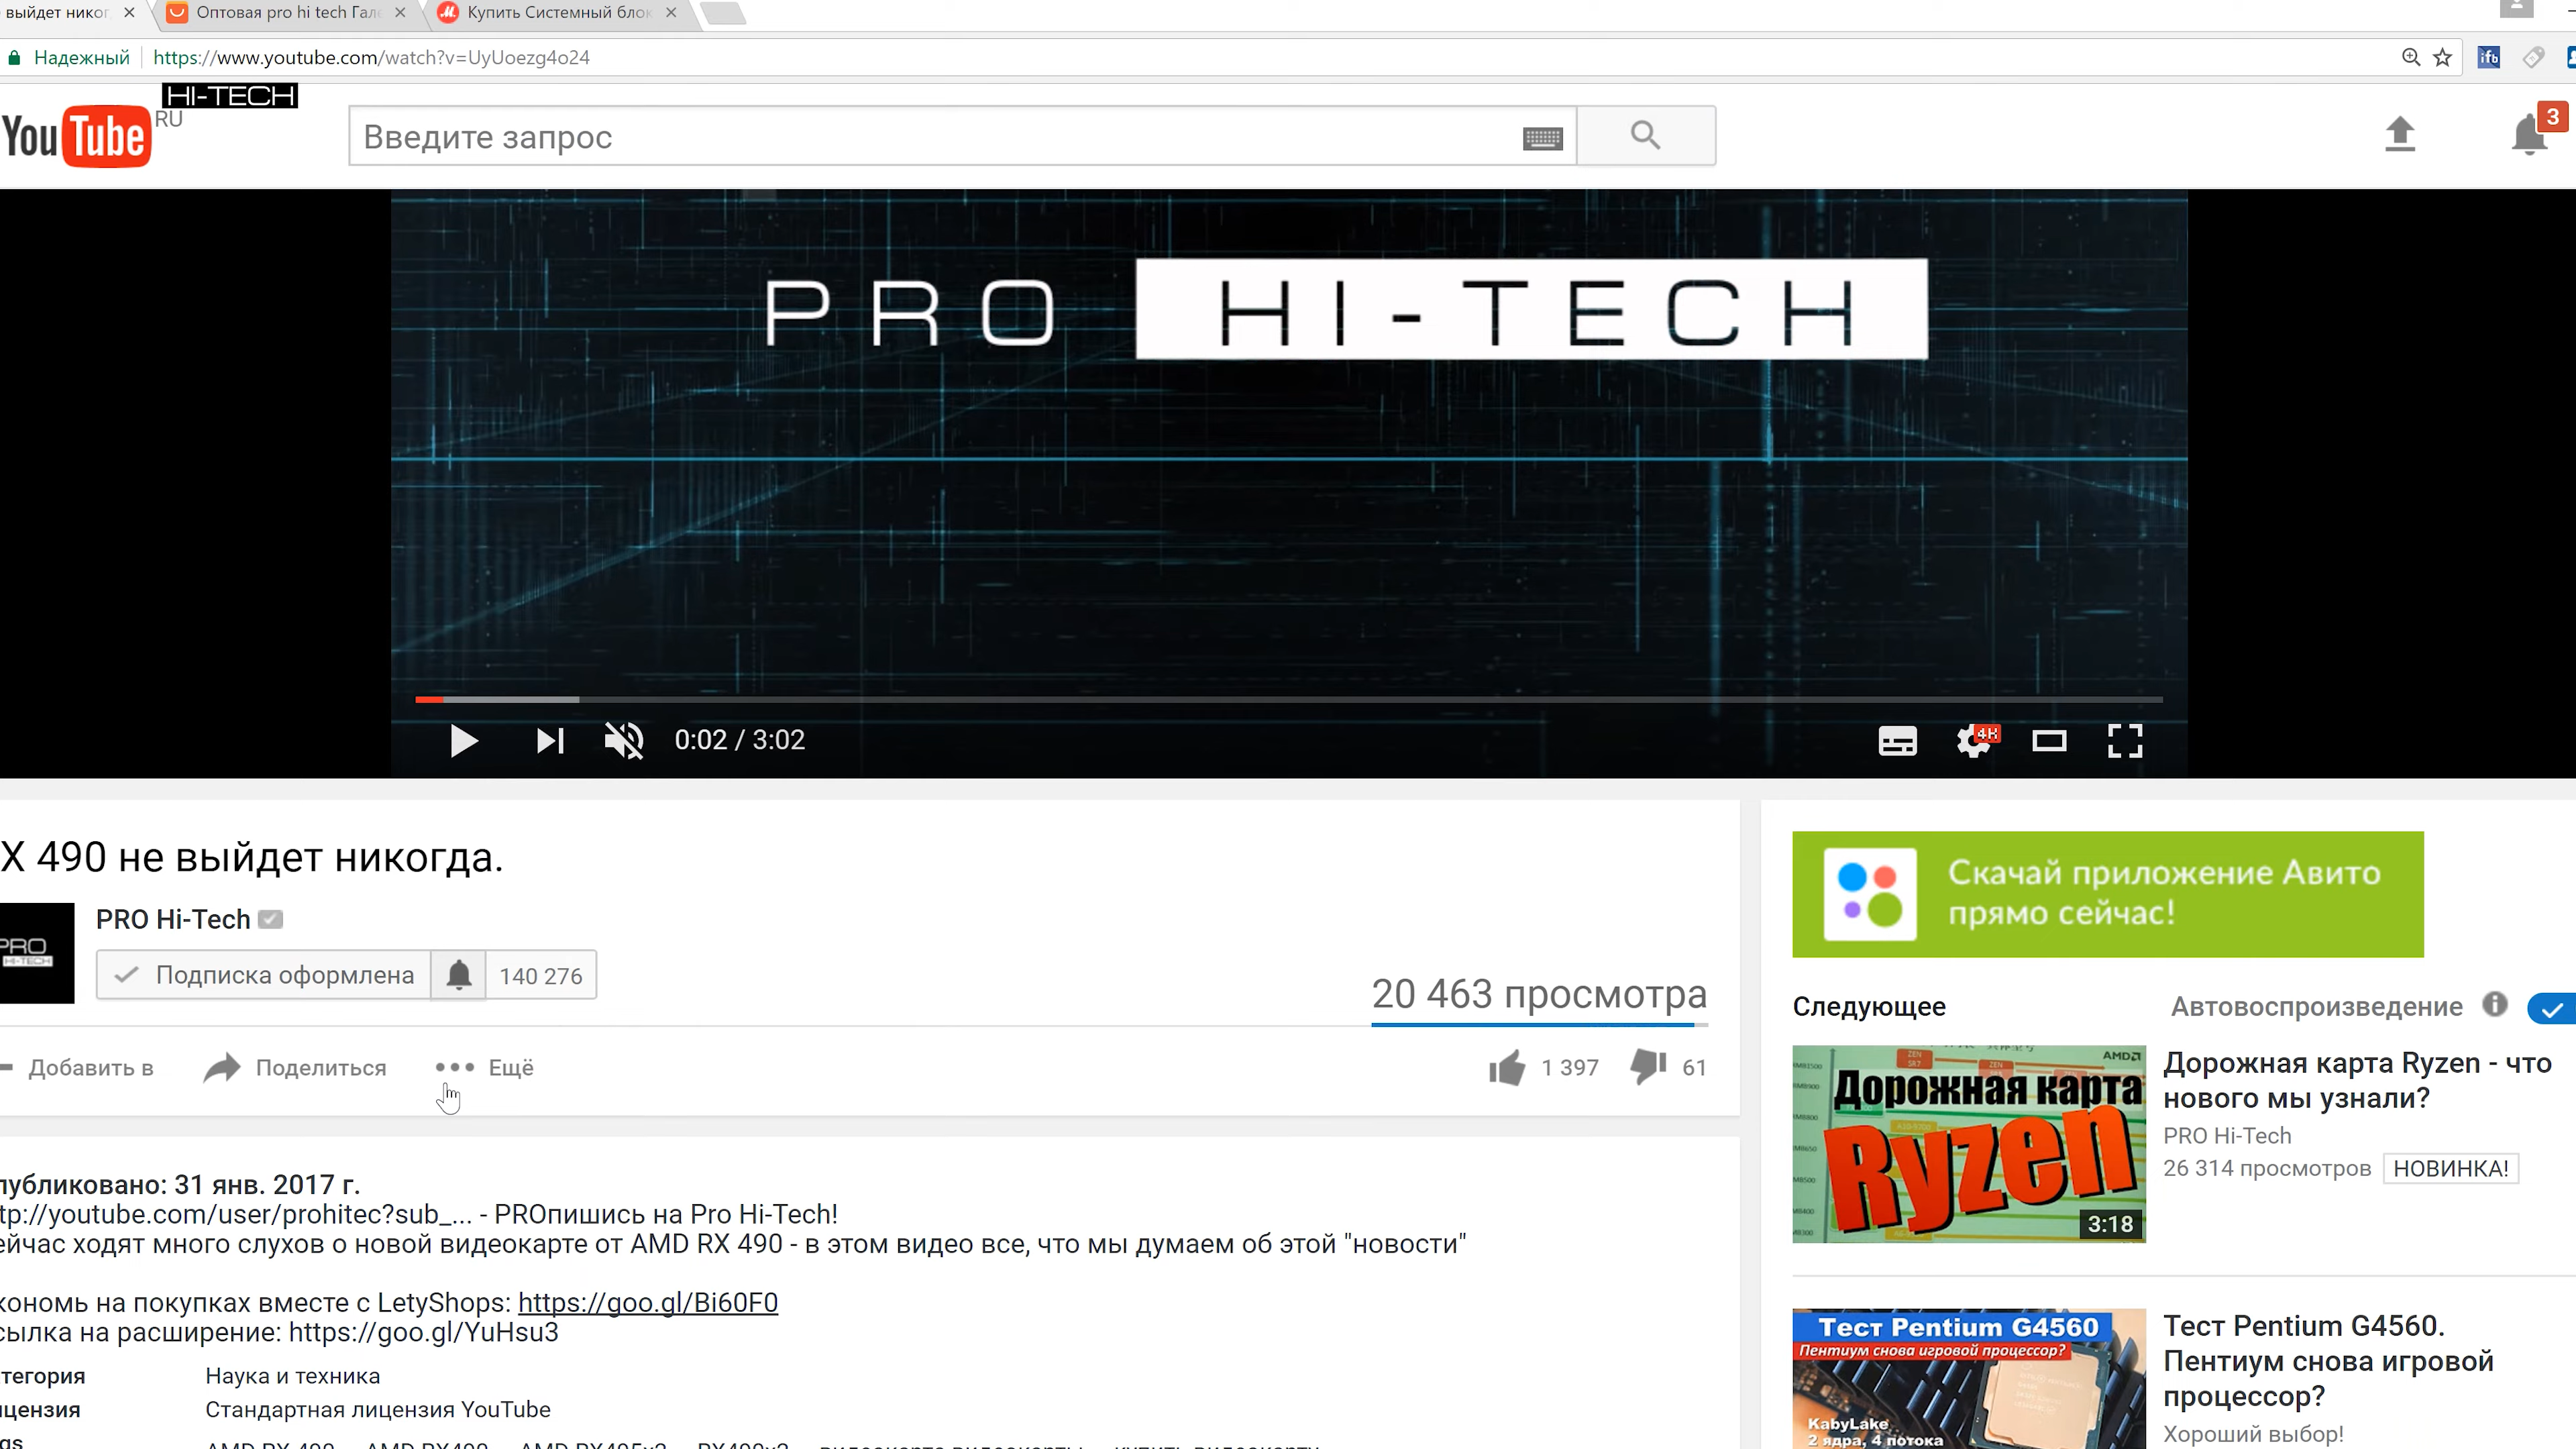 выйдет никог
Оптовая pro hi tech Гале
Купить Системный блок
Надежный
https://www.youtube.com/watch?v=UyUoezg4o24
ifb
HI-TECH
YouTube RU
Введите запрос
3
PRO HI-TECH
0:02 / 3:02
4K
X 490 не выйдет никогда.
PRO
HI-TECH
PRO Hi-Tech
Подписка оформлена
140 276
20 463 просмотра
Добавить в
Поделиться
Ещё
1 397
61
публиковано: 31 янв. 2017 г.
tp://youtube.com/user/prohitec?sub_... - PROпишись на Pro Hi-Tech!
ейчас ходят много слухов о новой видеокарте от AMD RX 490 - в этом видео все, что мы думаем об этой "новости"
кономь на покупках вместе с LetyShops: https://goo.gl/Bi60F0
сылка на расширение: https://goo.gl/YuHsu3
тегория
Наука и техника
цензия
Стандартная лицензия YouTube
Скачай приложение Авито
прямо сейчас!
Следующее
Автовоспроизведение
AMD
Дорожная карта
Ryzen
3:18
Дорожная карта Ryzen - что
нового мы узнали?
PRO Hi-Tech
26 314 просмотров
НОВИНКА!
Тест Pentium G4560
Пентиум снова игровой процессор?
KabyLake
2 ядра, 4 потока
Тест Pentium G4560.
Пентиум снова игровой
процессор?
Хороший выбор!